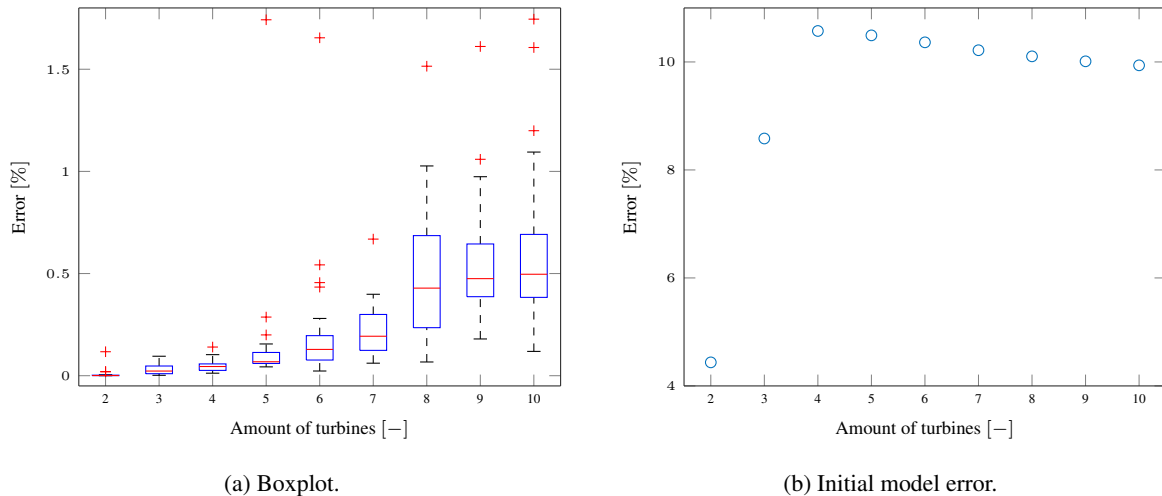 1.5
1
0.5
0
Error [%]
2 3 4 5 6 7 8 9 10
Amount of turbines [−]
(a) Boxplot.
10
8
6
4
Error [%]
2 3 4 5 6 7 8 9 10
Amount of turbines [−]
(b) Initial model error.